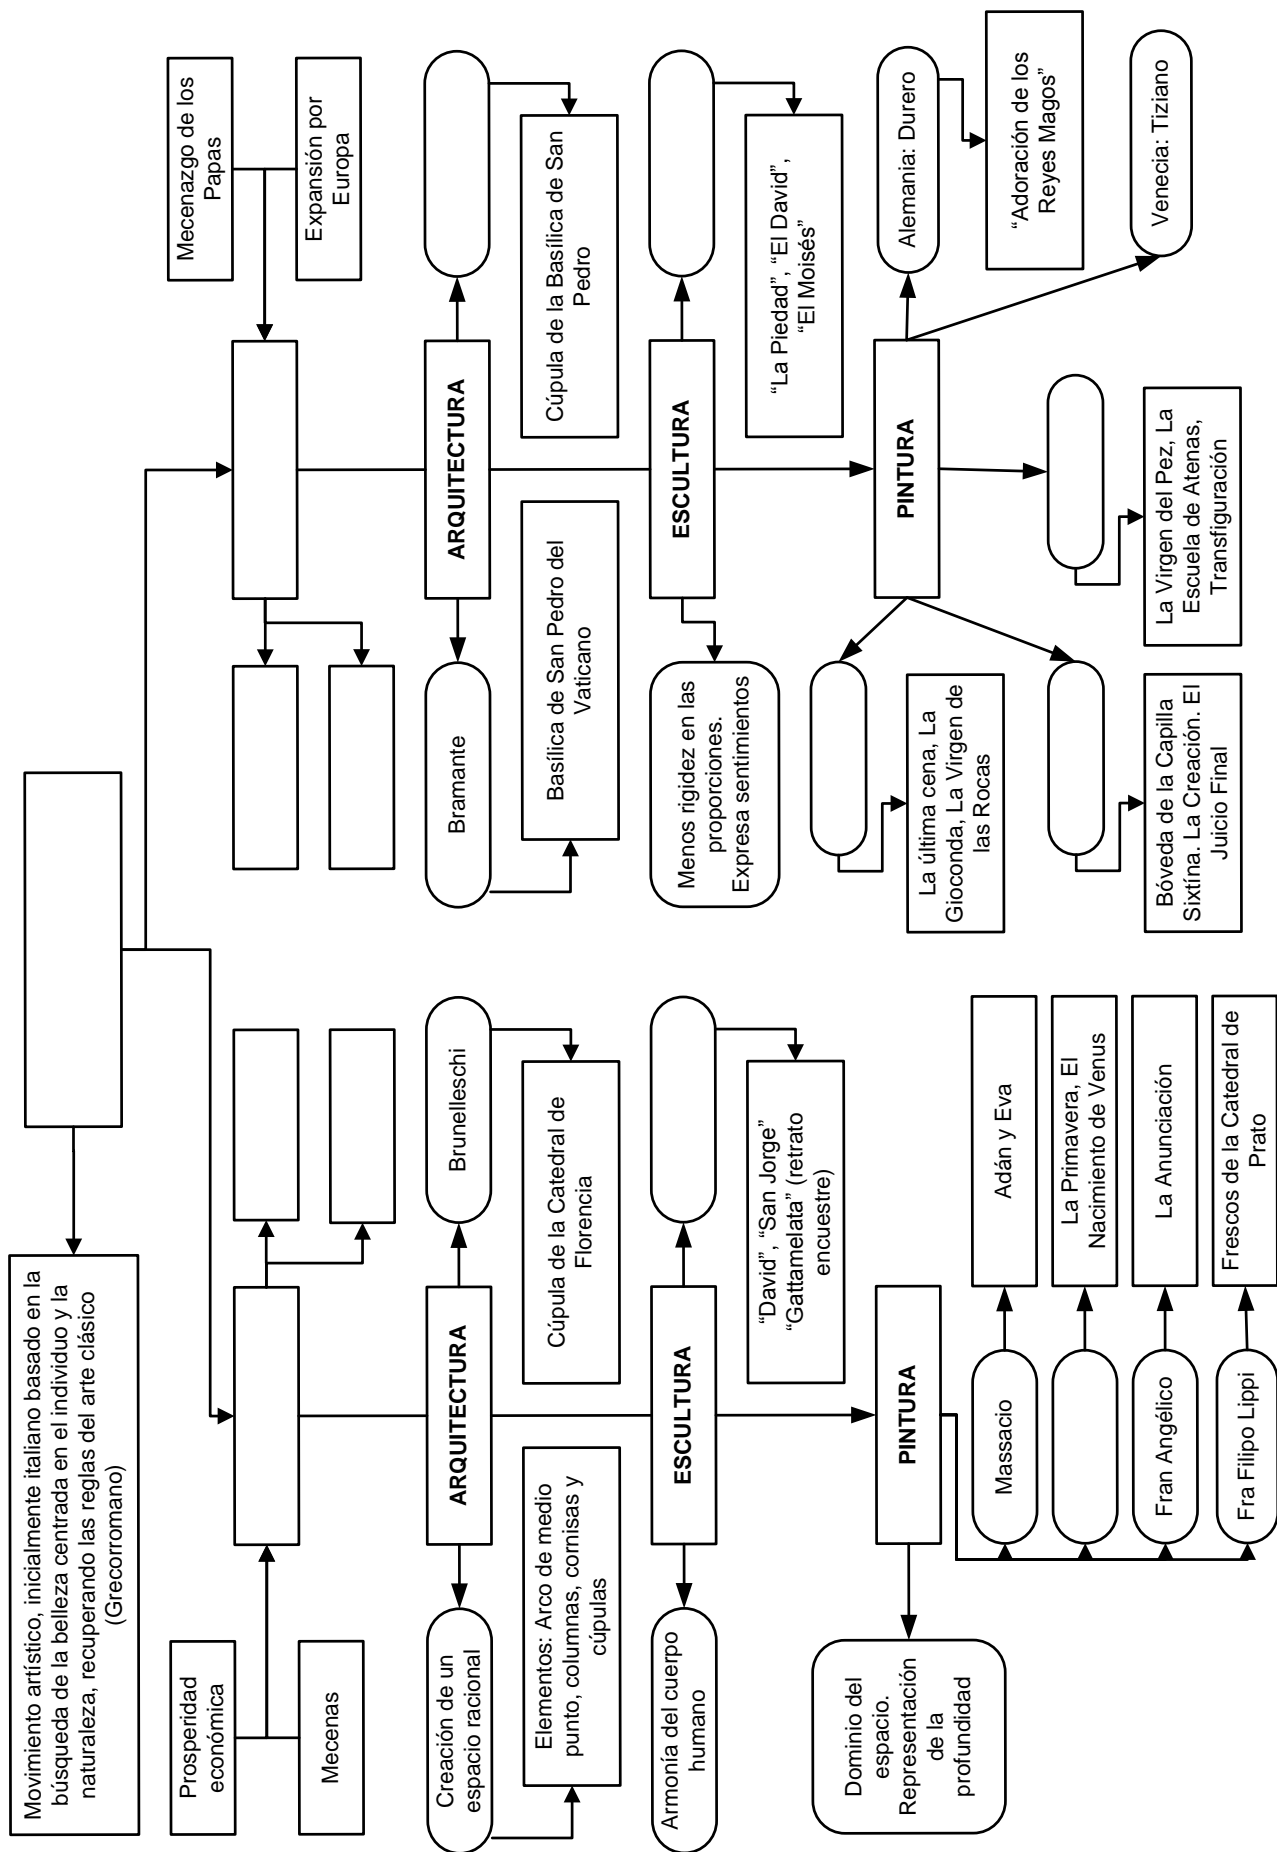 Movimiento artístico, inicialmente italiano basado en la
búsqueda de la belleza centrada en el individuo y la
naturaleza, recuperando las reglas del arte clásico
(Grecorromano)
Prosperidad
económica
Mecenas
ARQUITECTURA
Creación de un
espacio racional
Elementos: Arco de medio
punto, columnas, cornisas y
cúpulas
Brunelleschi
Cúpula de la Catedral de
Florencia
ESCULTURA
Armonía del cuerpo
humano
“David”, “San Jorge”
“Gattamelata” (retrato
encuestre)
PINTURA
Dominio del
espacio.
Representación
de la
profundidad
Massacio
Adán y Eva
La Primavera, El
Nacimiento de Venus
Fran Angélico
La Anunciación
Fra Filipo Lippi
Frescos de la Catedral de
Prato
Mecenazgo de los
Papas
Expansión por
Europa
ARQUITECTURA
Bramante
Basílica de San Pedro del
Vaticano
Cúpula de la Basílica de San
Pedro
ESCULTURA
Menos rigidez en las
proporciones.
Expresa sentimientos
“La Piedad”, “El David”,
“El Moisés”
PINTURA
La última cena, La
Gioconda, La Virgen de
las Rocas
Bóveda de la Capilla
Sixtína. La Creación. El
Juicio Final
La Virgen del Pez, La
Escuela de Atenas,
Transfiguración
Alemania: Durero
“Adoración de los
Reyes Magos”
Venecia: Tiziano